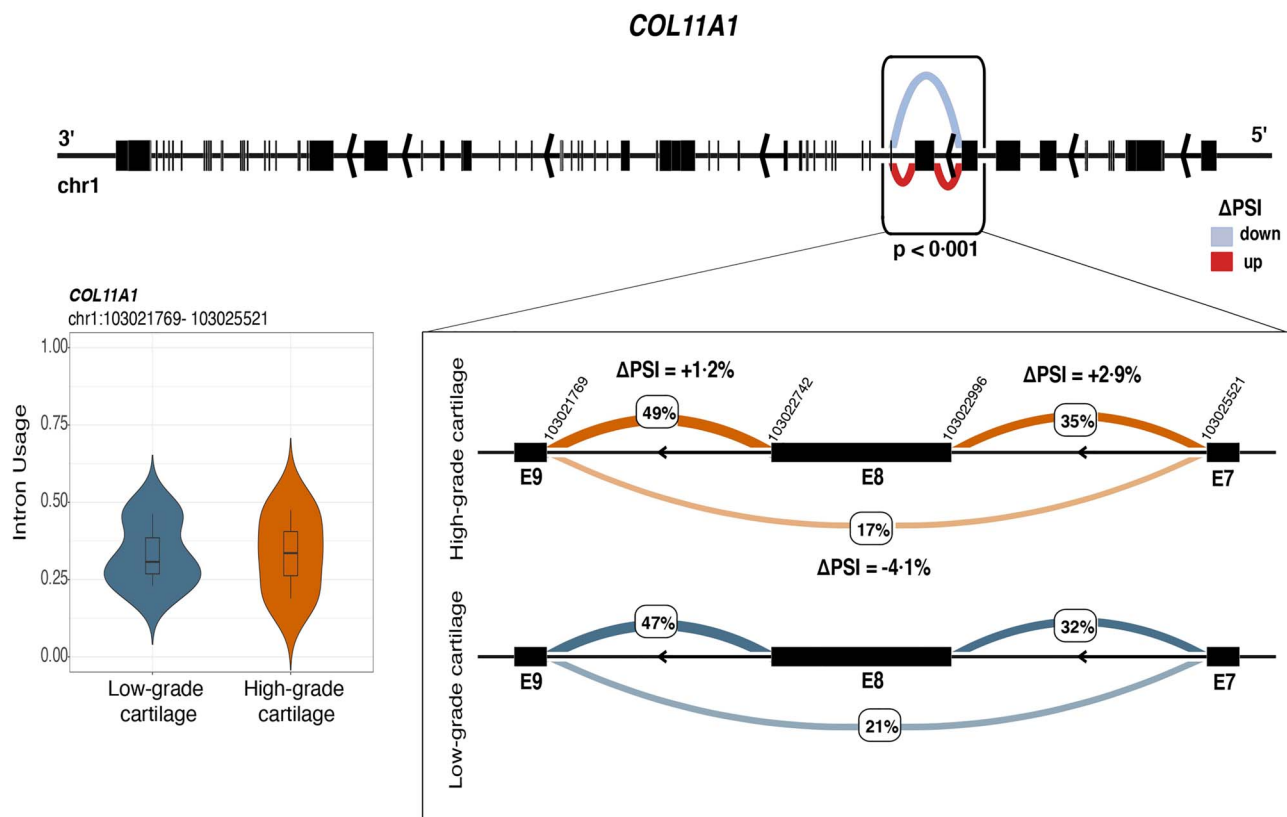 COL11A1
3'
5'
chr1
p < 0·001
ΔPSI
down
up
COL11A1
chr1:103021769- 103025521
Intron Usage
1.00
0.75
0.50
0.25
0.00
Low-grade
cartilage
High-grade
cartilage
High-grade cartilage
ΔPSI = +1·2%
ΔPSI = +2·9%
103021769
103022742
103022996
103025521
49%
35%
E9
E8
E7
17%
ΔPSI = -4·1%
Low-grade cartilage
47%
32%
E9
E8
E7
21%